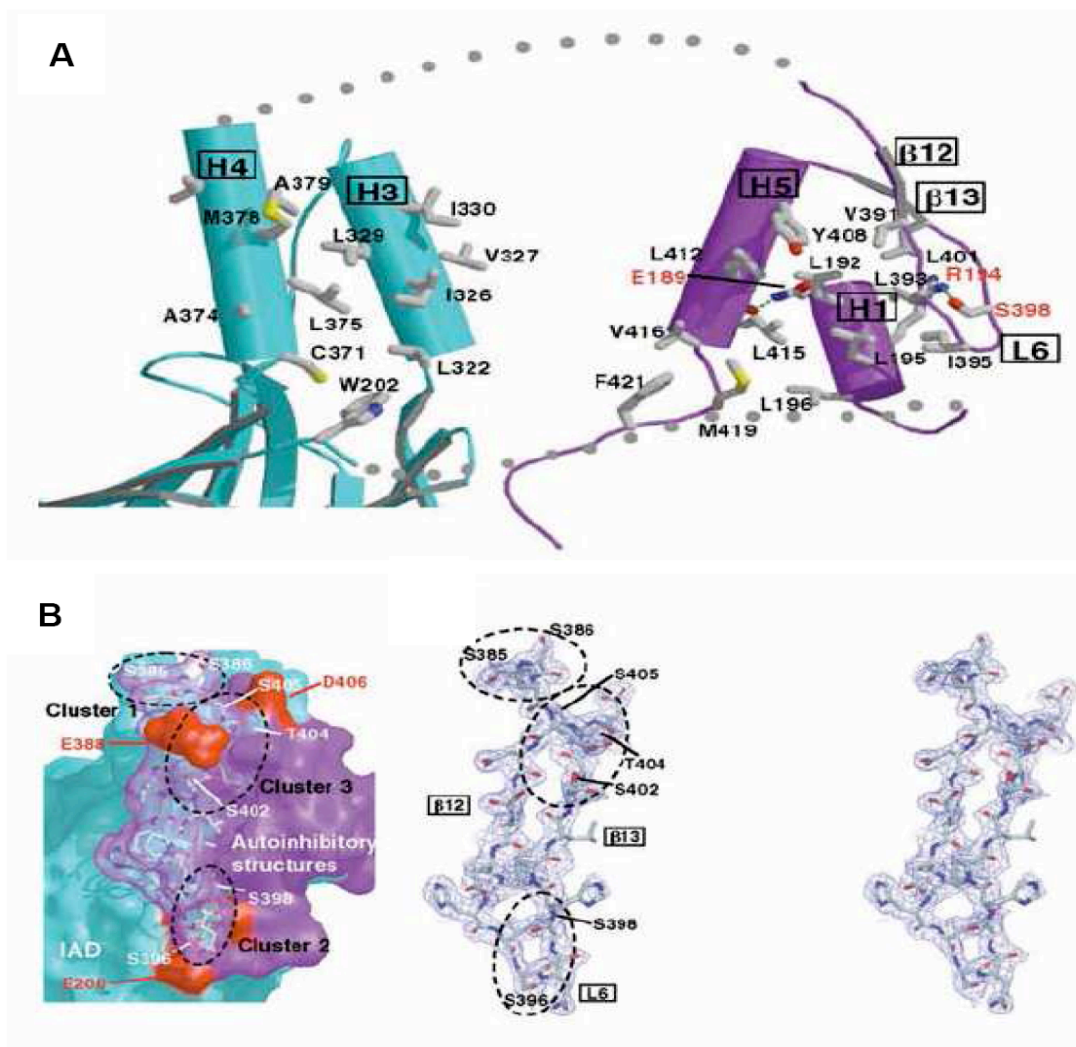 A
H4
A379
H3
I330
M378
L329
V327
I326
A374
L375
C371
L322
W202
β12
β13
H5
V391
Y408
L401
L412
L192
E189
L393
R194
H1
S398
V416
L415
L195
I395
L6
F421
L196
M419
B
S386
S385
S405
D406
Cluster 1
E388
T404
Cluster 3
S402
Autoinhibitory
structures
S398
Cluster 2
IAD
S396
E200
S386
S385
S405
T404
S402
β12
β13
S398
S396
L6